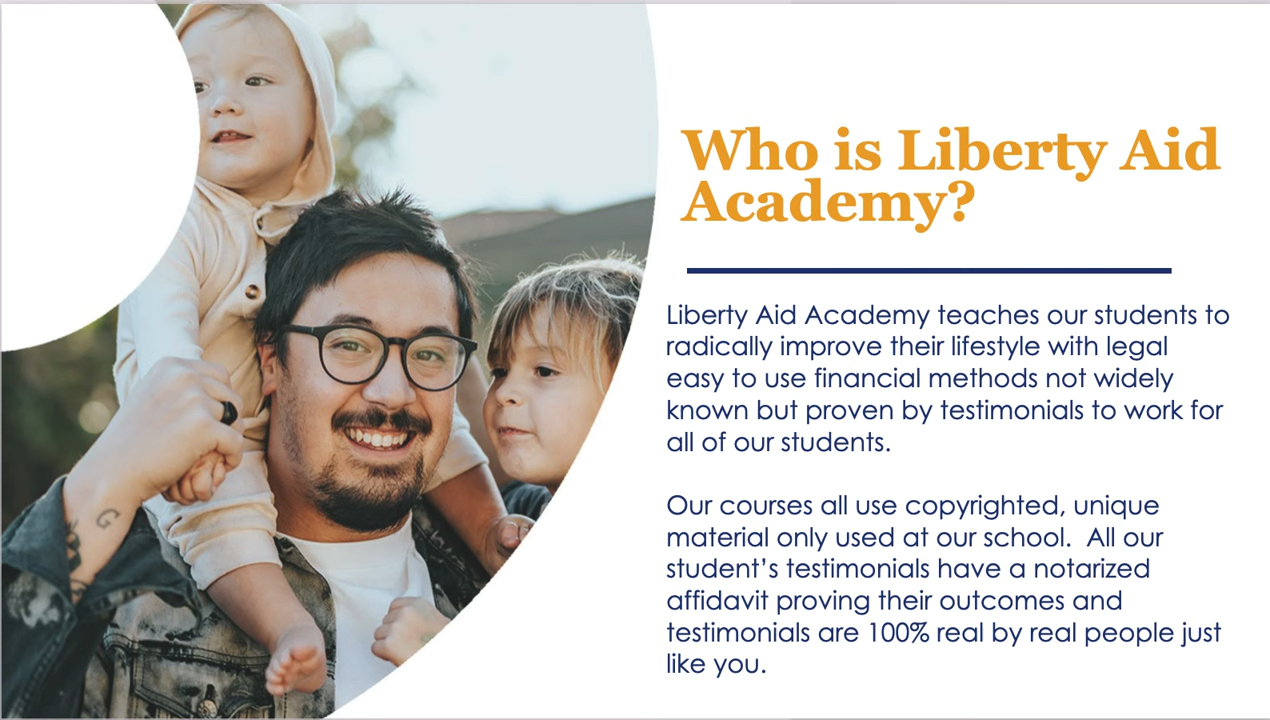 Who is Liberty Aid
Academy?
Liberty Aid Academy teaches our students to
radically improve their lifestyle with legal
easy to use financial methods not widely
known but proven by testimonials to work for
all of our students.
Our courses all use copyrighted, unique
material only used at our school.  All our
student’s testimonials have a notarized
affidavit proving their outcomes and
testimonials are 100% real by real people just
like you.